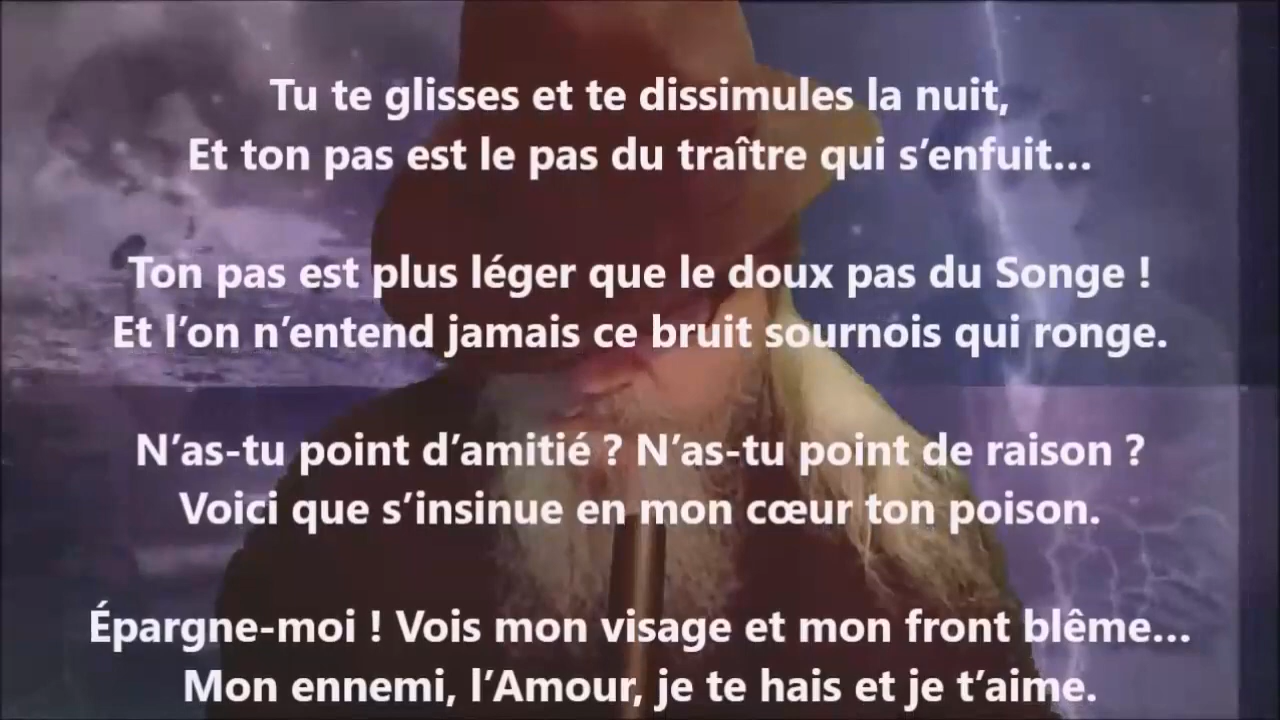 Tu te glisses et te dissimules la nuit,
Et ton pas est le pas du traître qui s’enfuit…
Ton pas est plus léger que le doux pas du Songe !
Et l’on n’entend jamais ce bruit sournois qui ronge.
N’as-tu point d’amitié ? N’as-tu point de raison ?
Voici que s’insinue en mon cœur ton poison.
Épargne-moi ! Vois mon visage et mon front blême…
Mon ennemi, l’Amour, je te hais et je t’aime.